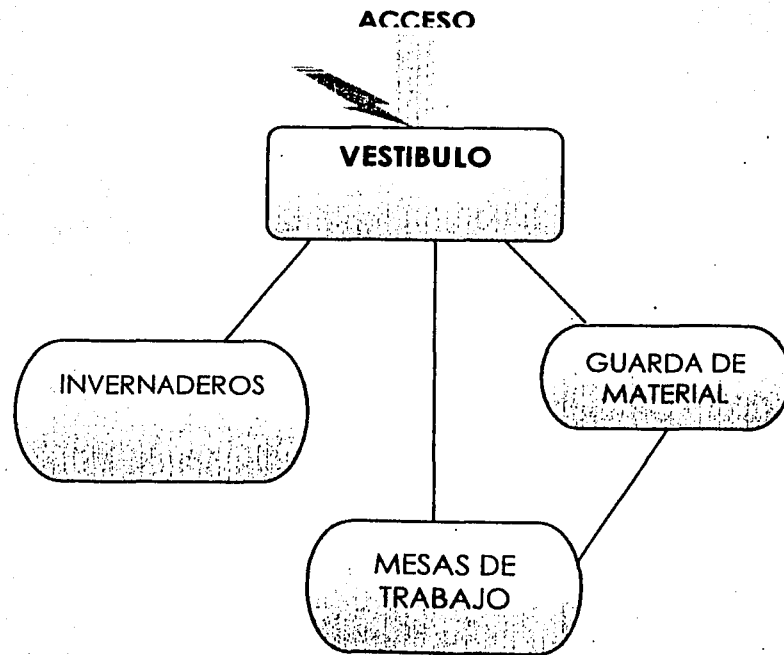 ACCESO
VESTIBULO
INVERNADEROS
GUARDA DE
MATERIAL
MESAS DE
TRABAJO